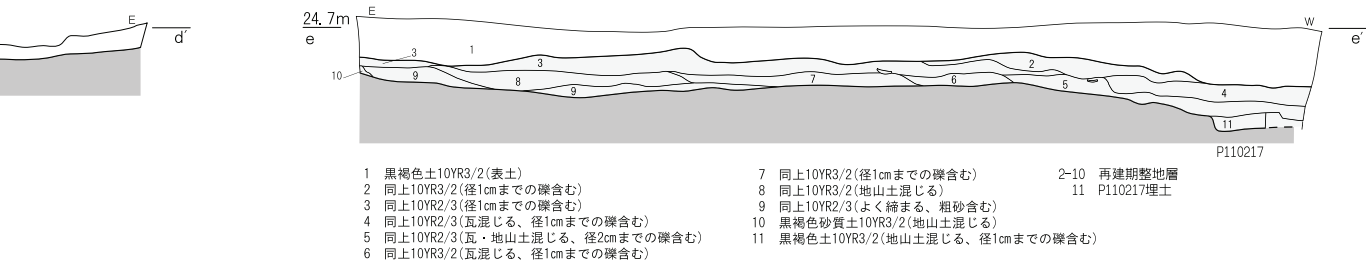 E
d′
24.7m
E
W
e
e′
3
1
3
2
10
9
8
7
6
5
4
9
11
P110217
1 黒褐色土10YR3/2(表土)
2 同上10YR3/2(径1cmまでの礫含む)
3 同上10YR2/3(径1cmまでの礫含む)
4 同上10YR2/3(瓦混じる、径1cmまでの礫含む)
5 同上10YR2/3(瓦・地山土混じる、径2cmまでの礫含む)
6 同上10YR3/2(瓦混じる、径1cmまでの礫含む)
7 同上10YR3/2(径1cmまでの礫含む)
8 同上10YR3/2(地山土混じる)
9 同上10YR2/3(よく締まる、粗砂含む)
10 黒褐色砂質土10YR3/2(地山土混じる)
11 黒褐色土10YR3/2(地山土混じる、径1cmまでの礫含む)
2-10 再建期整地層
11 P110217埋土